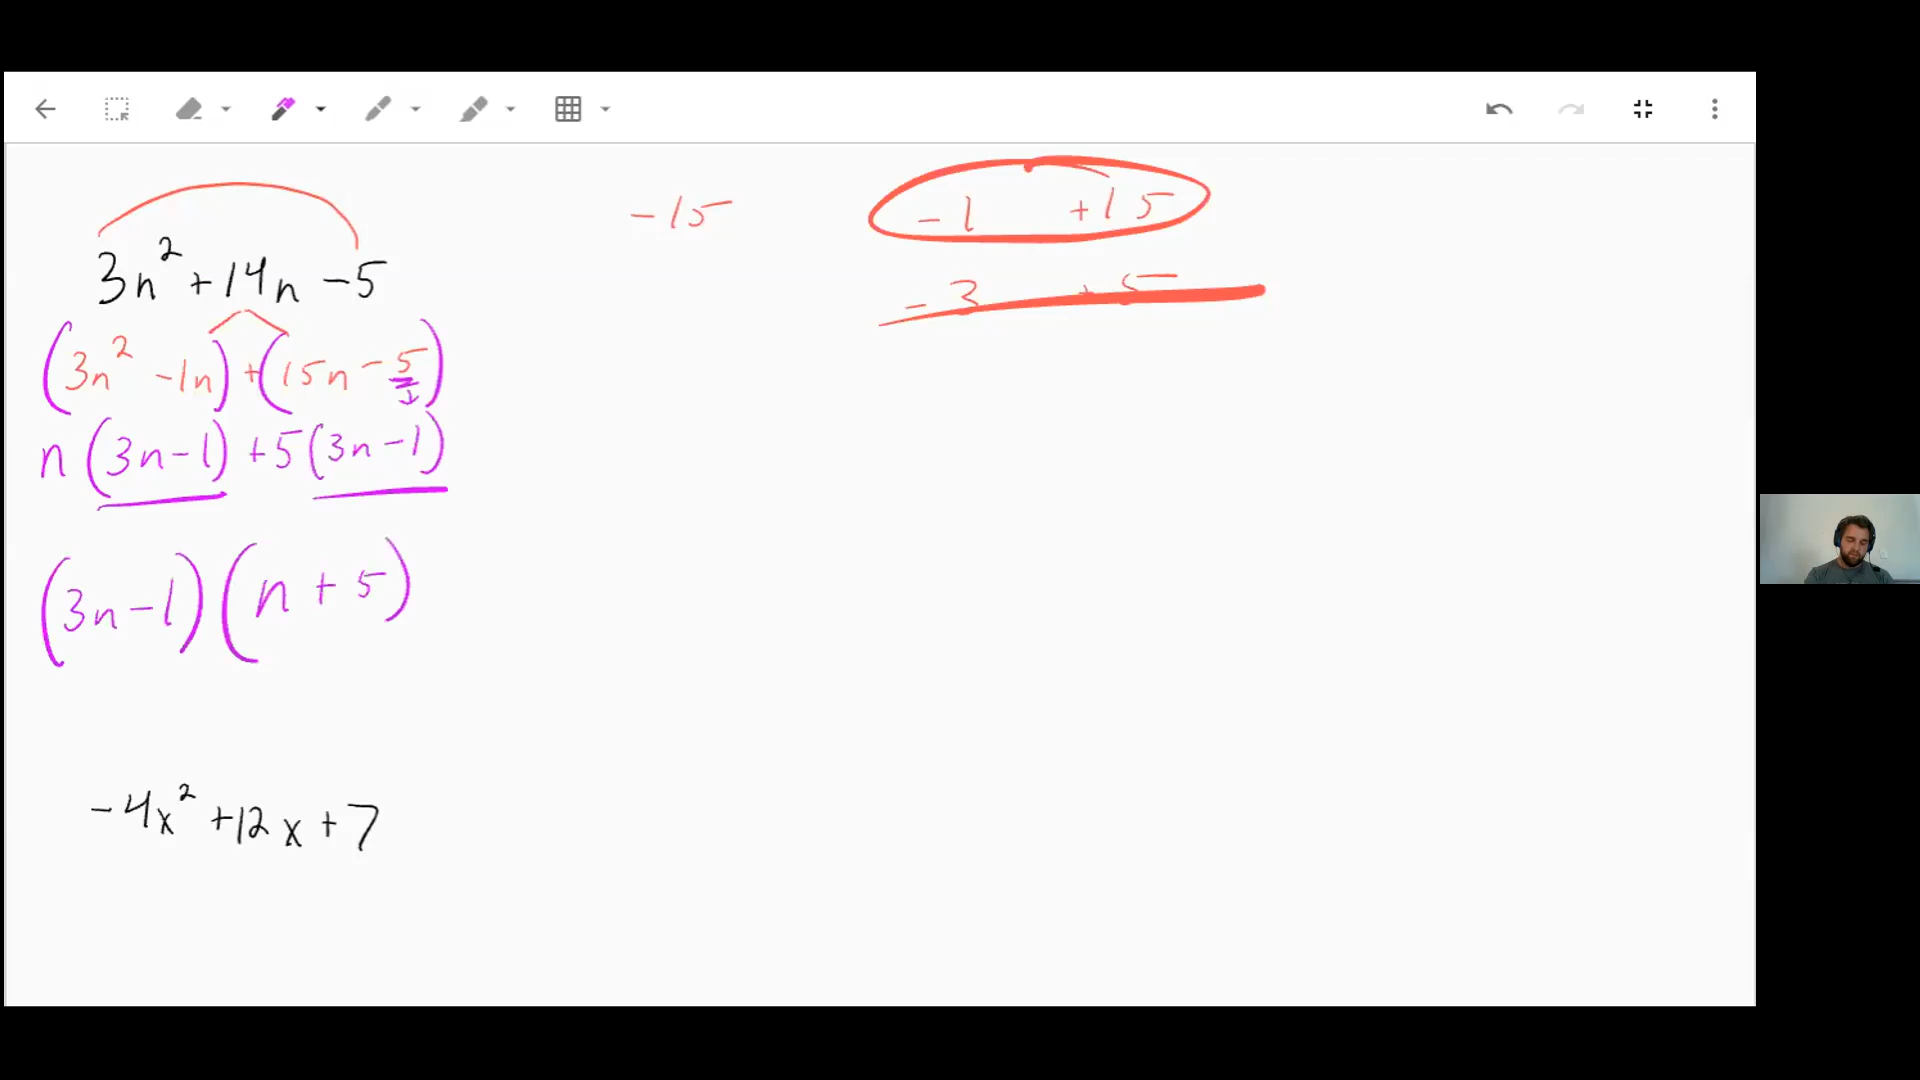 -15
-1 +15
3n² +14n -5
-3 +5
(3n² -1n) + (15n -5)
n (3n-1) +5 (3n-1)
(3n-1) (n+5)
-4x² +12x +7